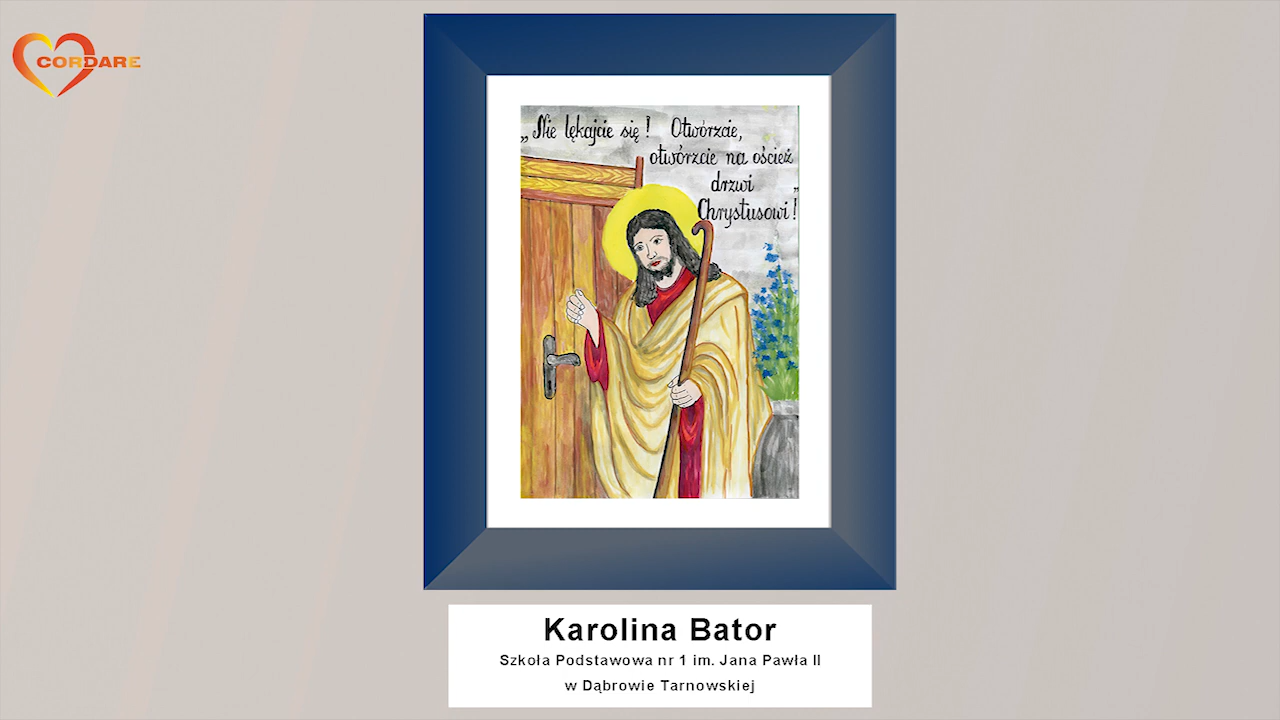 CORDARE
„Nie lękajcie się! Otwórzcie,
otwórzcie na oścież
drzwi
Chrystusowi!”
Karolina Bator
Szkoła Podstawowa nr 1 im. Jana Pawła II
w Dąbrowie Tarnowskiej